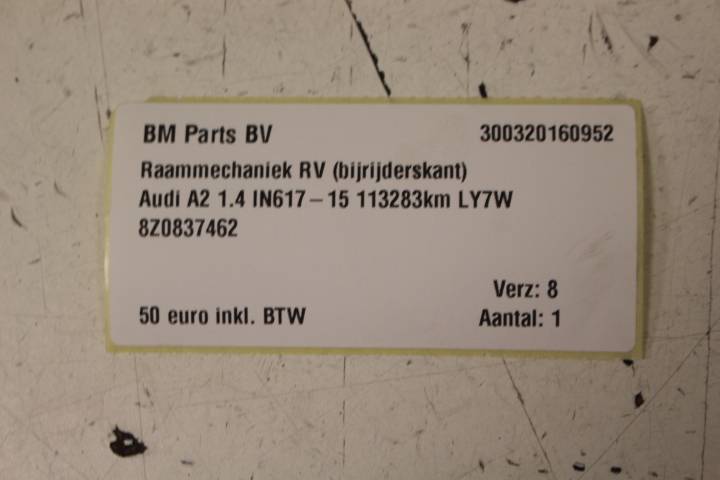 BM Parts BV 300320160952
Raammechaniek RV (bijrijderskant)
Audi A2 1.4 IN617 – 15 113283km LY7W
8Z0837462
Verz: 8
50 euro inkl. BTW Aantal: 1